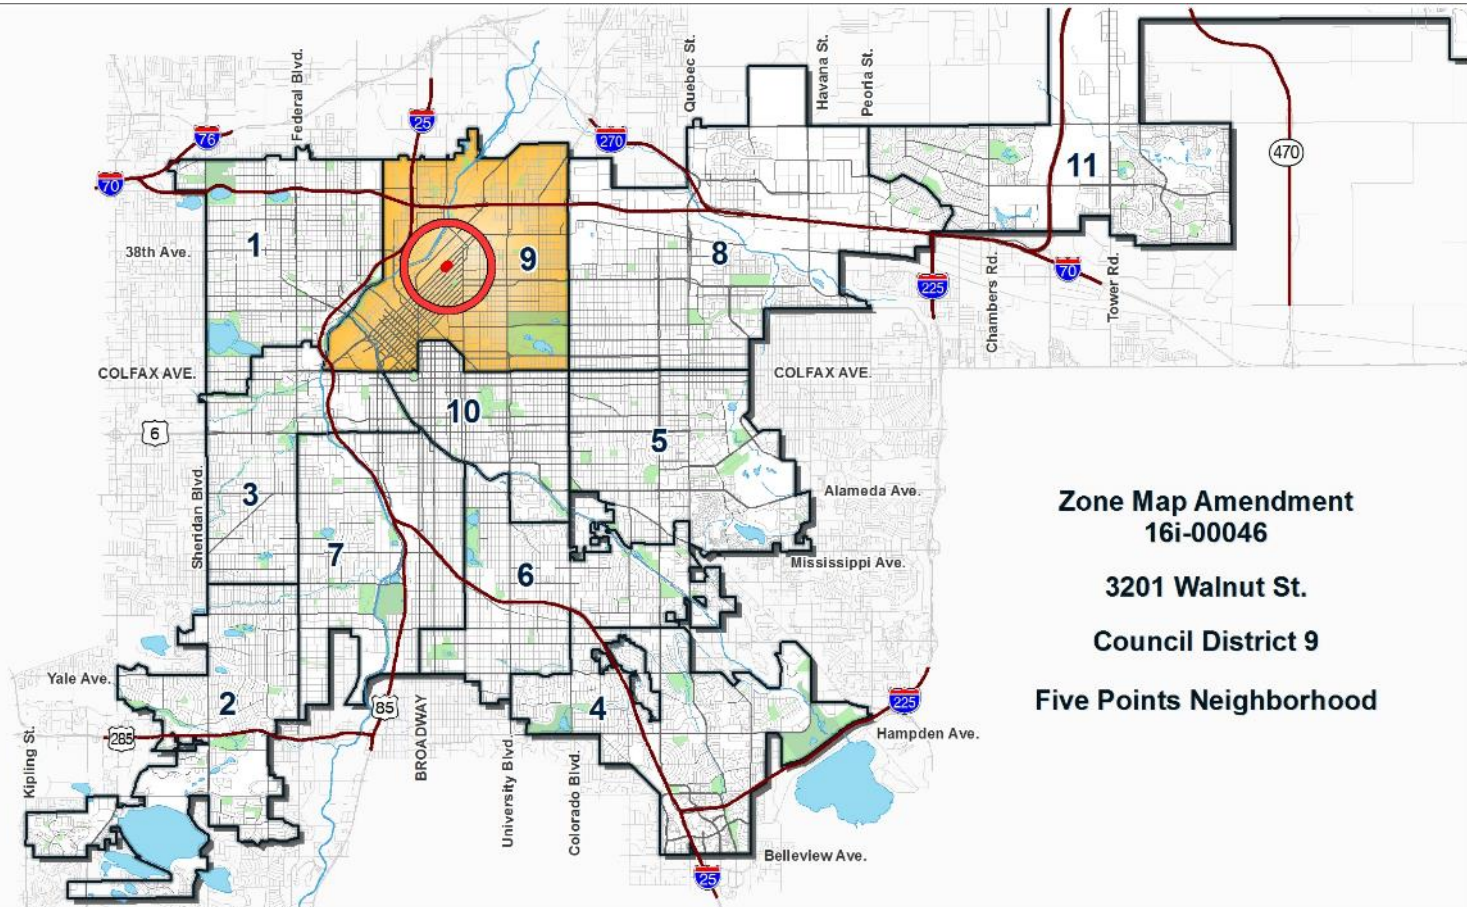 Federal Blvd.
Quebec St.
Havana St.
Peoria St.
76
25
270
70
470
11
38th Ave.
1
9
8
225
70
Chambers Rd.
Tower Rd.
COLFAX AVE.
COLFAX AVE.
6
10
5
Sheridan Blvd.
3
Alameda Ave.
7
6
Mississippi Ave.
Yale Ave.
2
85
4
225
285
Hampden Ave.
Kipling St.
BROADWAY
University Blvd.
Colorado Blvd.
Belleview Ave.
25
Zone Map Amendment
16i-00046
3201 Walnut St.
Council District 9
Five Points Neighborhood